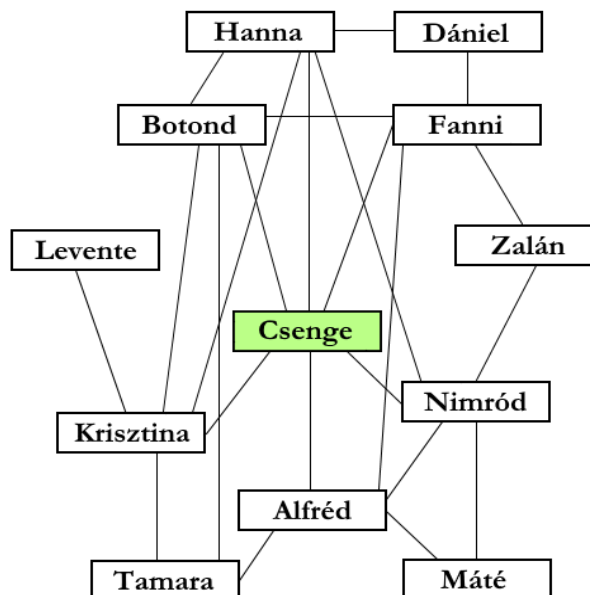 Hanna
Dániel
Botond
Fanni
Levente
Zalán
Csenge
Nimród
Krisztina
Alfréd
Tamara
Máté